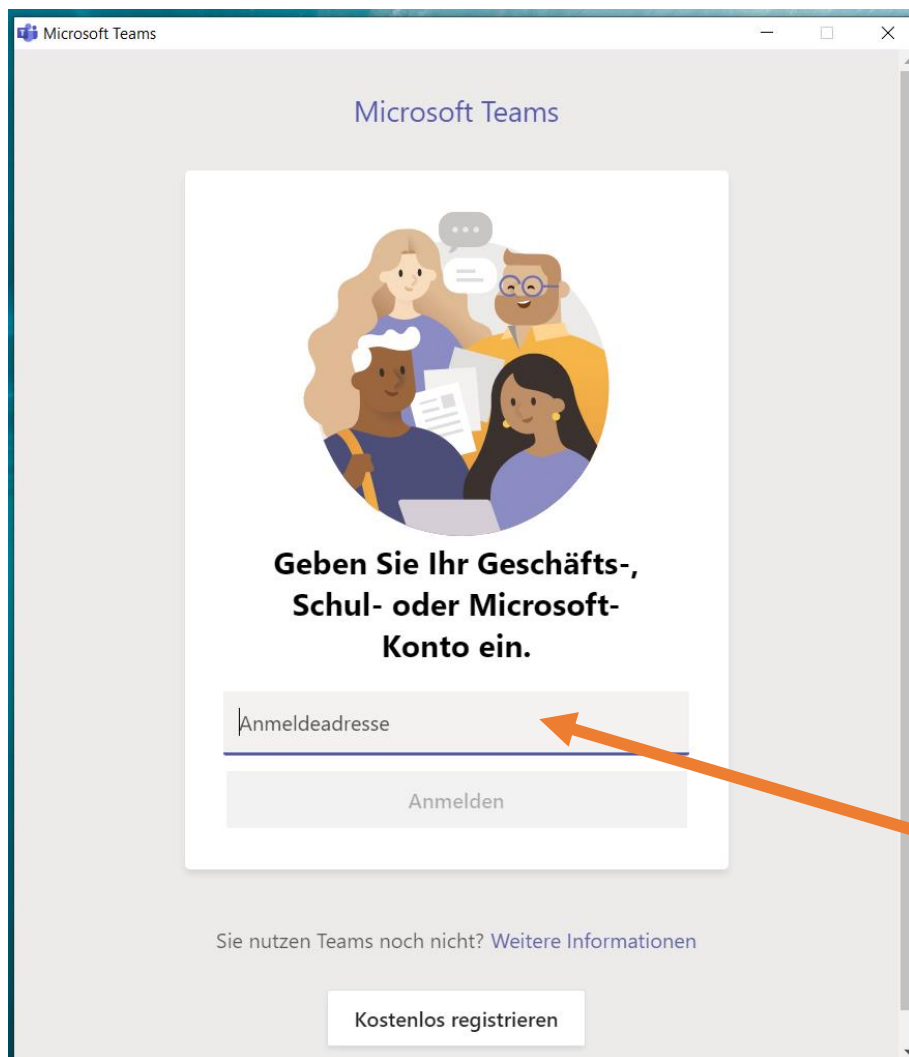 Microsoft Teams
Microsoft Teams
Geben Sie Ihr Geschäfts-,
Schul- oder Microsoft-
Konto ein.
Anmeldeadresse
Anmelden
Sie nutzen Teams noch nicht? Weitere Informationen
Kostenlos registrieren